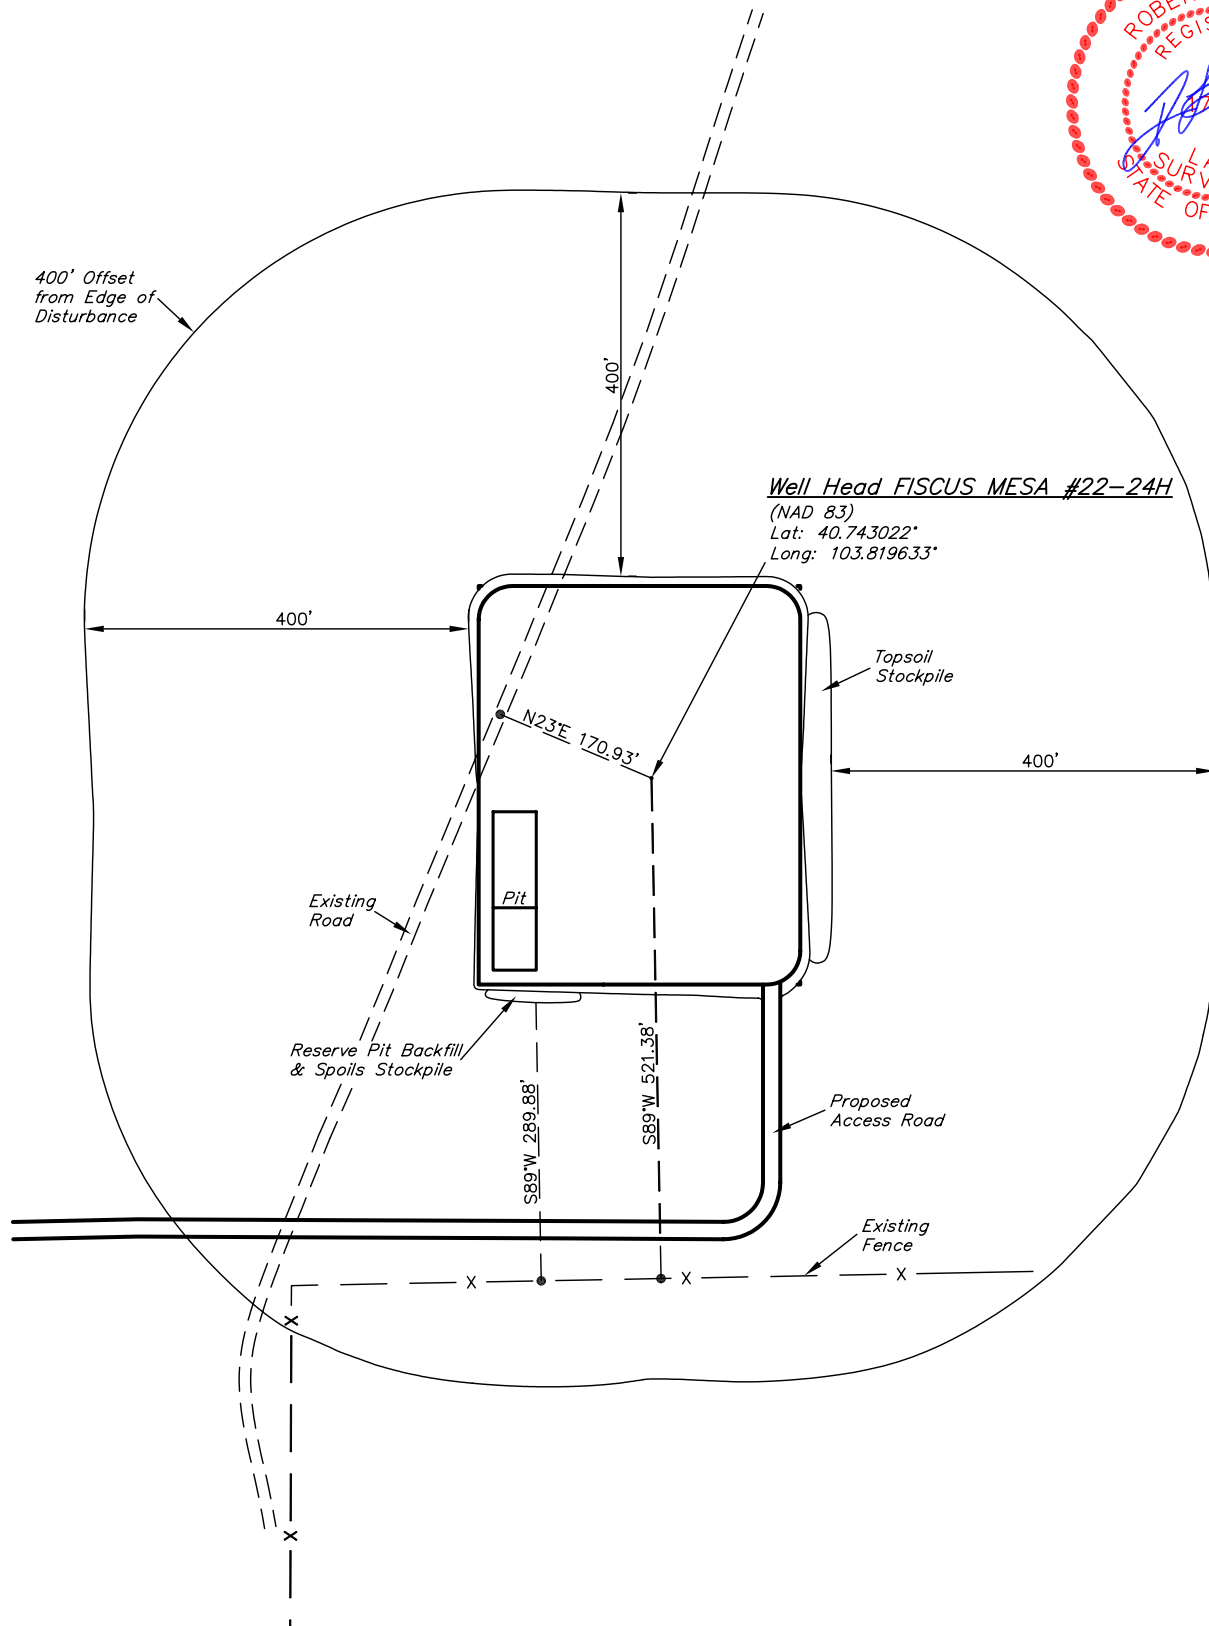 400' Offset
from Edge of
Disturbance
400'
Well Head FISCUS MESA #22-24H
(NAD 83)
Lat: 40.743022°
Long: 103.819633°
400'
Topsoil
Stockpile
N23°E 170.93'
400'
Existing
Road
Pit
Reserve Pit Backfill
& Spoils Stockpile
S89°W 289.88'
S89°W 521.38'
Proposed
Access Road
Existing
Fence
X
X
X
X
X
STATE OF